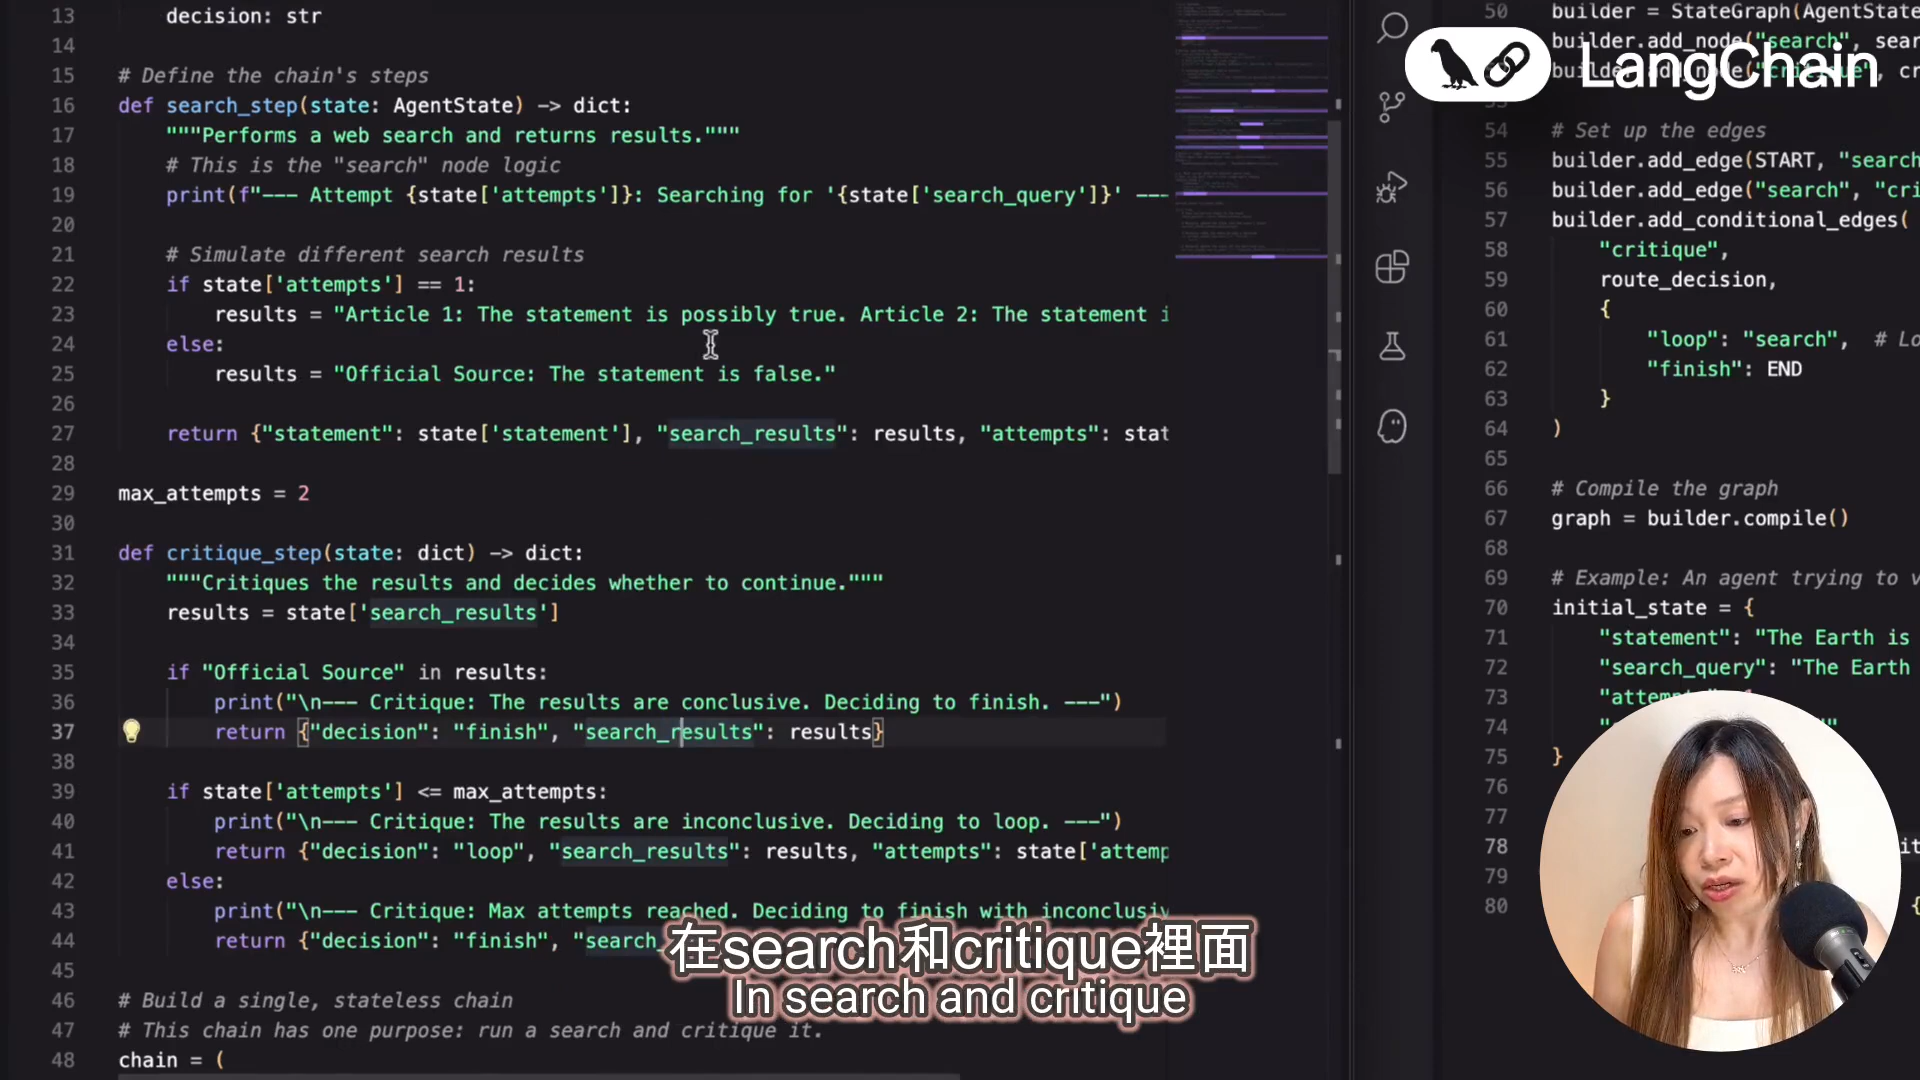 13 decision: str
14
15 # Define the chain's steps
16 def search_step(state: AgentState) -> dict:
17 """Performs a web search and returns results."""
18 # This is the "search" node logic
19 print(f"--- Attempt {state['attempts']}: Searching for '{state['search_query']}' ---
20
21 # Simulate different search results
22 if state['attempts'] == 1:
23 results = "Article 1: The statement is possibly true. Article 2: The statement i
24 else:
25 results = "Official Source: The statement is false."
26
27 return {"statement": state['statement'], "search_results": results, "attempts": stat
28
29 max_attempts = 2
30
31 def critique_step(state: dict) -> dict:
32 """Critiques the results and decides whether to continue."""
33 results = state['search_results']
34
35 if "Official Source" in results:
36 print("\n--- Critique: The results are conclusive. Deciding to finish. ---")
37 return {"decision": "finish", "search_results": results}
38
39 if state['attempts'] <= max_attempts:
40 print("\n--- Critique: The results are inconclusive. Deciding to loop. ---")
41 return {"decision": "loop", "search_results": results, "attempts": state['attemp
42 else:
43 print("\n--- Critique: Max attempts reached. Deciding to finish with inconclusiv
44 return {"decision": "finish", "search_
45
46 # Build a single, stateless chain
47 # This chain has one purpose: run a search and critique it.
48 chain = (
50 builder = StateGraph(AgentState
builder.add_node("search", sear
builder.add_node("critique", cr
LangChain
54 # Set up the edges
55 builder.add_edge(START, "search
56 builder.add_edge("search", "cri
57 builder.add_conditional_edges(
58 "critique",
59 route_decision,
60 {
61 "loop": "search", # Lo
62 "finish": END
63 }
64 )
65
66 # Compile the graph
67 graph = builder.compile()
68
69 # Example: An agent trying to v
70 initial_state = {
71 "statement": "The Earth is
72 "search_query": "The Earth
73 "attem
74
75 }
76
77
78 it
79
80 {
在search和critique裡面
In search and critique